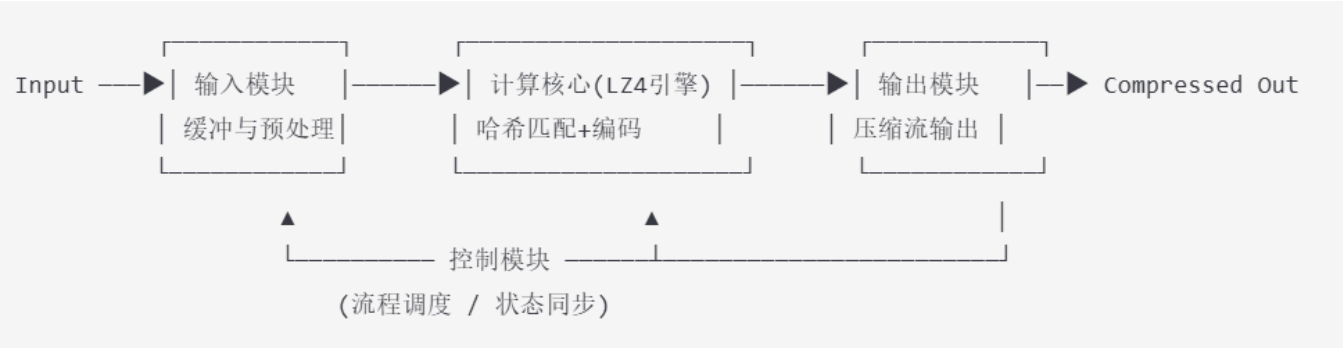 Input 输入模块 计算核心(LZ4引擎) 输出模块 Compressed Out
缓冲与预处理 哈希匹配+编码 压缩流输出
控制模块
(流程调度 / 状态同步)